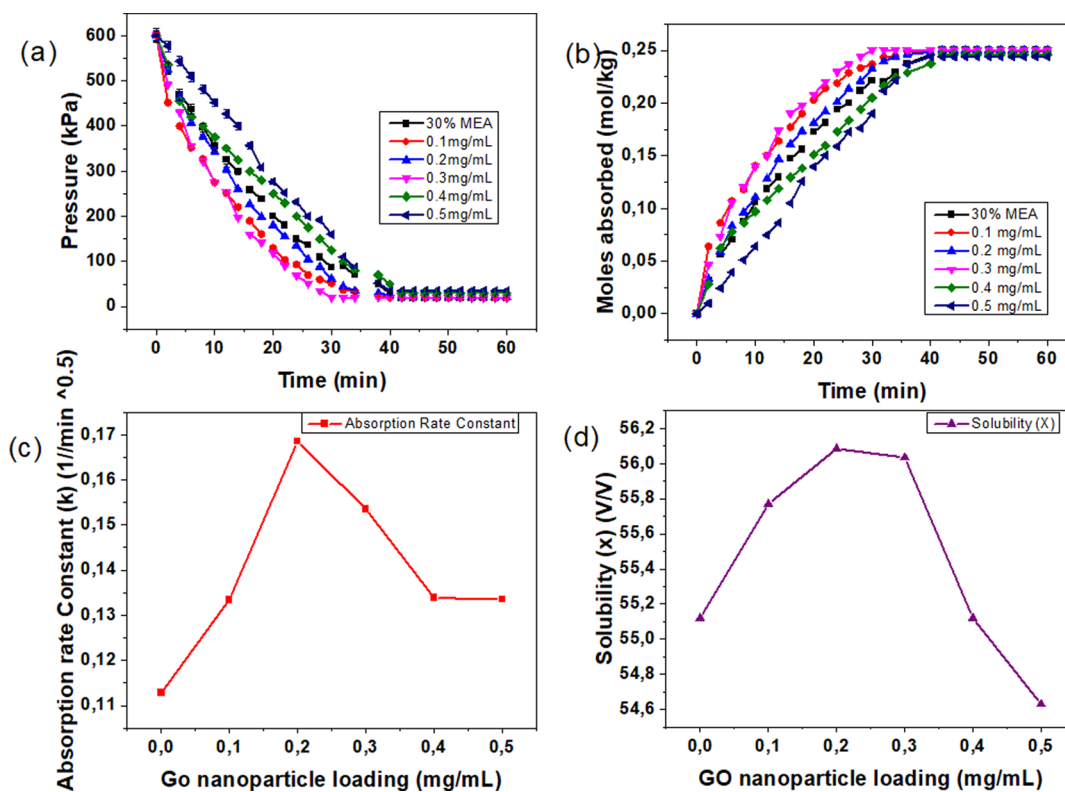 (a)
Pressure (kPa)
600
500
400
300
200
100
0
30% MEA
0.1mg/mL
0.2mg/mL
0.3mg/mL
0.4mg/mL
0.5mg/mL
0 10 20 30 40 50 60
Time (min)
(b)
Moles absorbed (mol/kg)
0,25
0,20
0,15
0,10
0,05
0,00
30% MEA
0.1 mg/mL
0.2 mg/mL
0.3 mg/mL
0.4 mg/mL
0.5 mg/mL
0 10 20 30 40 50 60
Time (min)
(c)
Absorption rate Constant (k) (1//min ^0.5)
Absorption Rate Constant
0,17
0,16
0,15
0,14
0,13
0,12
0,11
0,0 0,1 0,2 0,3 0,4 0,5
Go nanoparticle loading (mg/mL)
(d)
Solubility (x) (V/V)
Solubility (X)
56,2
56,0
55,8
55,6
55,4
55,2
55,0
54,8
54,6
0,0 0,1 0,2 0,3 0,4 0,5
GO nanoparticle loading (mg/mL)